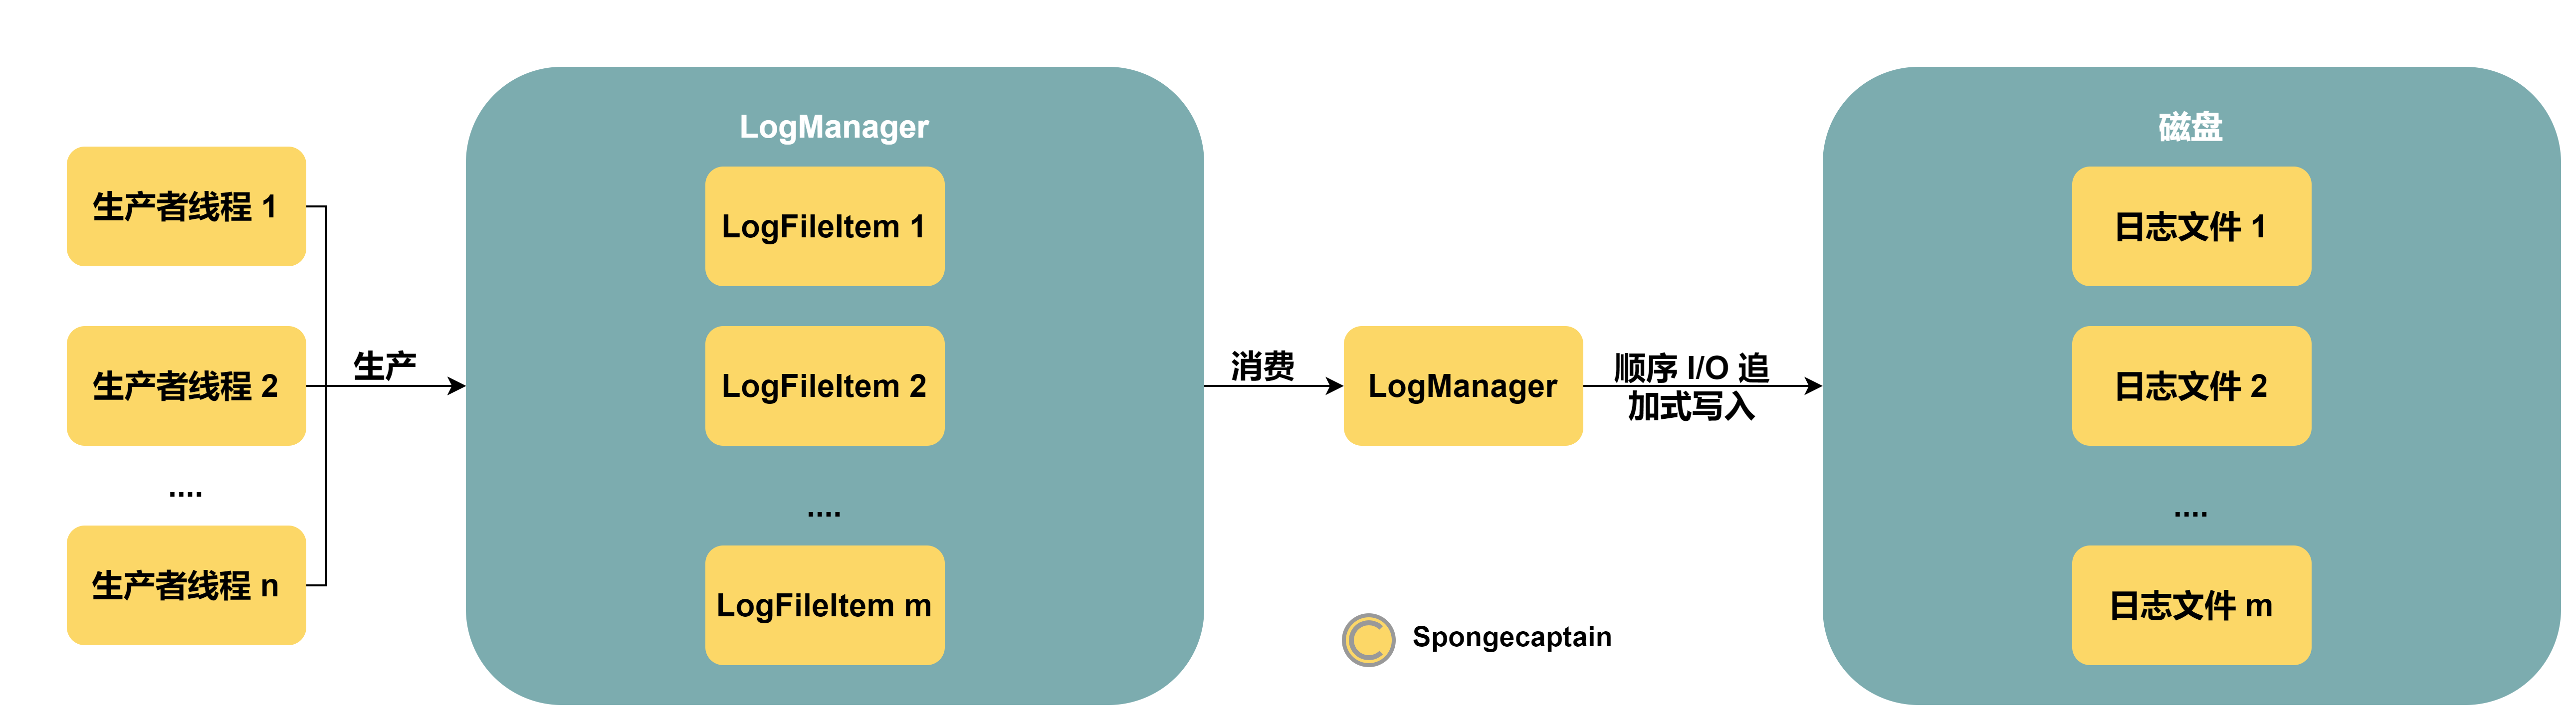 生产者线程 1
生产者线程 2
....
生产者线程 n
生产
LogManager
LogFileItem 1
LogFileItem 2
....
LogFileItem m
消费
LogManager
顺序 I/O 追
加式写入
磁盘
日志文件 1
日志文件 2
....
日志文件 m
C
Spongecaptain